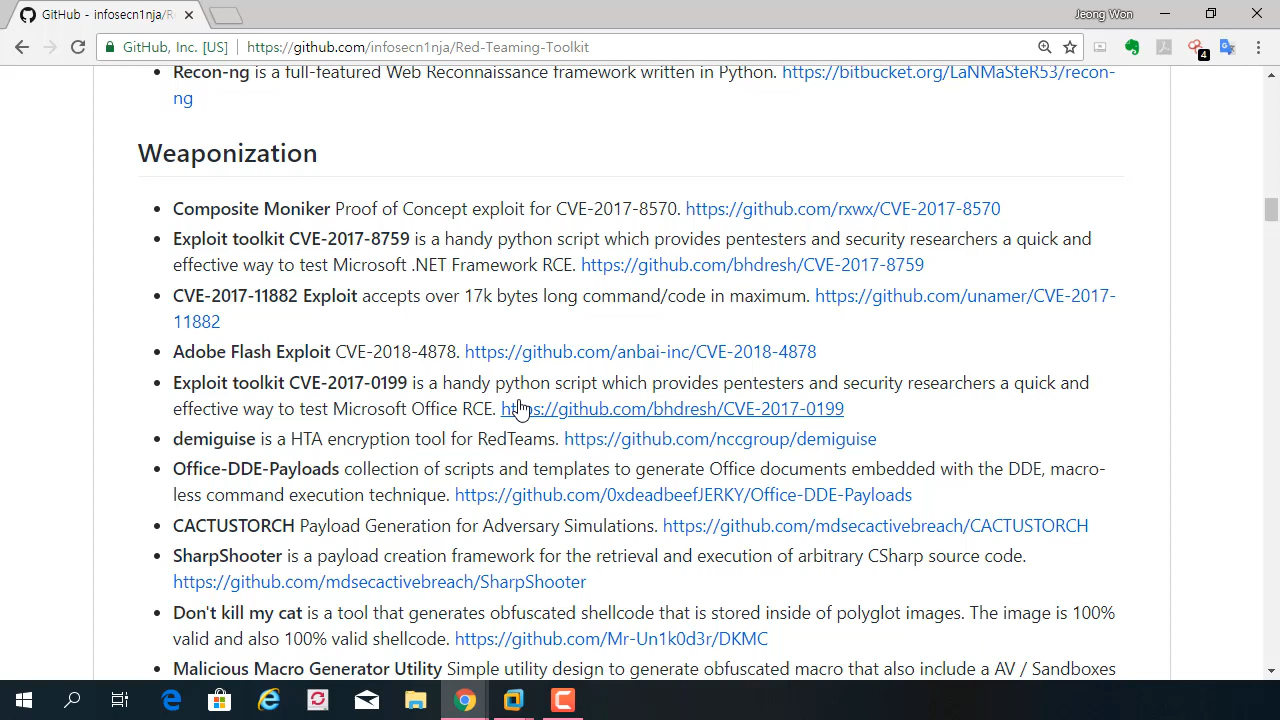 GitHub - infosecn1nja/Re
Jeong Won
GitHub, Inc. [US]
https://github.com/infosecn1nja/Red-Teaming-Toolkit
4
Recon-ng is a full-featured Web Reconnaissance framework written in Python. https://bitbucket.org/LaNMaSteR53/recon-
ng
Weaponization
• Composite Moniker Proof of Concept exploit for CVE-2017-8570. https://github.com/rxwx/CVE-2017-8570
• Exploit toolkit CVE-2017-8759 is a handy python script which provides pentesters and security researchers a quick and
effective way to test Microsoft .NET Framework RCE. https://github.com/bhdresh/CVE-2017-8759
• CVE-2017-11882 Exploit accepts over 17k bytes long command/code in maximum. https://github.com/unamer/CVE-2017-
11882
• Adobe Flash Exploit CVE-2018-4878. https://github.com/anbai-inc/CVE-2018-4878
• Exploit toolkit CVE-2017-0199 is a handy python script which provides pentesters and security researchers a quick and
effective way to test Microsoft Office RCE. https://github.com/bhdresh/CVE-2017-0199
• demiguise is a HTA encryption tool for RedTeams. https://github.com/nccgroup/demiguise
• Office-DDE-Payloads collection of scripts and templates to generate Office documents embedded with the DDE, macro-
less command execution technique. https://github.com/0xdeadbeefJERKY/Office-DDE-Payloads
• CACTUSTORCH Payload Generation for Adversary Simulations. https://github.com/mdsecactivebreach/CACTUSTORCH
• SharpShooter is a payload creation framework for the retrieval and execution of arbitrary CSharp source code.
https://github.com/mdsecactivebreach/SharpShooter
• Don't kill my cat is a tool that generates obfuscated shellcode that is stored inside of polyglot images. The image is 100%
valid and also 100% valid shellcode. https://github.com/Mr-Un1k0d3r/DKMC
• Malicious Macro Generator Utility Simple utility design to generate obfuscated macro that also include a AV / Sandboxes